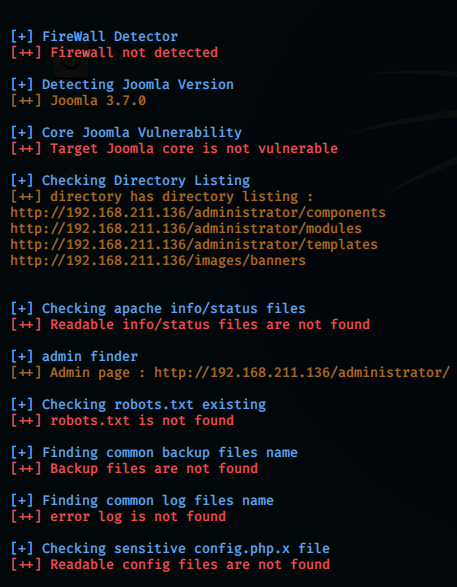 [+] FireWall Detector
[++] Firewall not detected
[+] Detecting Joomla Version
[++] Joomla 3.7.0
[+] Core Joomla Vulnerability
[++] Target Joomla core is not vulnerable
[+] Checking Directory Listing
[++] directory has directory listing :
http://192.168.211.136/administrator/components
http://192.168.211.136/administrator/modules
http://192.168.211.136/administrator/templates
http://192.168.211.136/images/banners
[+] Checking apache info/status files
[++] Readable info/status files are not found
[+] admin finder
[++] Admin page : http://192.168.211.136/administrator/
[+] Checking robots.txt existing
[++] robots.txt is not found
[+] Finding common backup files name
[++] Backup files are not found
[+] Finding common log files name
[++] error log is not found
[+] Checking sensitive config.php.x file
[++] Readable config files are not found